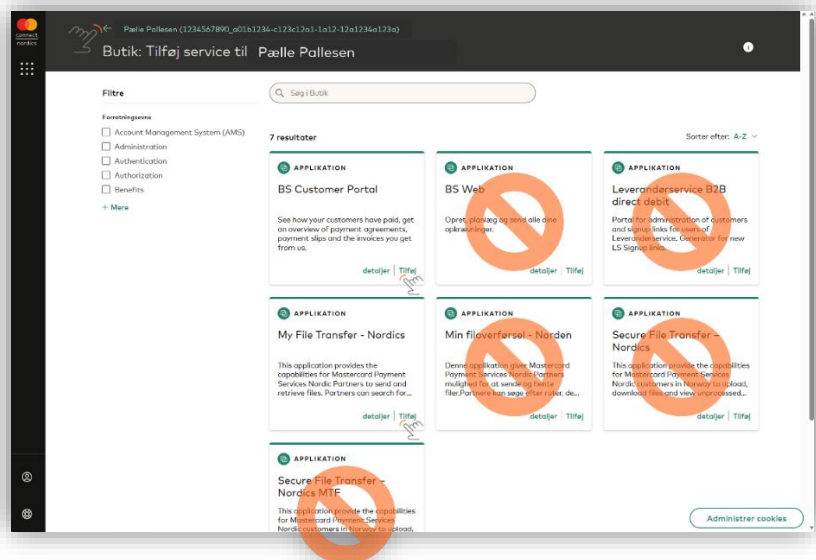 connect
nordics
Pælle Pallesen (1234567890_a01b1
234-c123c12a1-1a12-12a1234a123a)
Butik: Tilføj service til Pælle Pallesen
Filtre
Forretningsevne
Account Management System (AMS)
Administration
Authentication
Authorization
Benefits
+ Mere
Søg i Butik
7 resultater
Sorter efter: A-Z
APPLIKATION
BS Customer Portal
See how your customers have paid, get
an overview of payment agreements,
payment slips and the invoices you get
from us.
detaljer | Tilføj
APPLIKATION
BS Web
Opret, planlæg og send alle dine
opkrævninger.
detaljer | Tilføj
APPLIKATION
Leverandørservice B2B
direct debit
Portal for administration of customers
and signup links for users of
Leverandørservice. Generator for new
LS Signup links.
detaljer | Tilføj
APPLIKATION
My File Transfer - Nordics
This application provides the
capabilities for Mastercard Payment
Services Nordic Partners to send and
retrieve files. Partners can search for...
detaljer | Tilføj
APPLIKATION
Min filoverførsel - Norden
Denne applikation giver Mastercard
Payment Services Nordic Partners
mulighed for at sende og hente
filer.Partnere kan søge efter ruter, de...
detaljer | Tilføj
APPLIKATION
Secure File Transfer –
Nordics
This application provide the capabilities
for Mastercard Payment Services
Nordic customers in Norway to upload,
download files and view unprocessed...
detaljer | Tilføj
APPLIKATION
Secure File Transfer –
Nordics MTF
This application provide the capabilities
for Mastercard Payment Services
Nordic customers in Norway to upload,
Administrer cookies